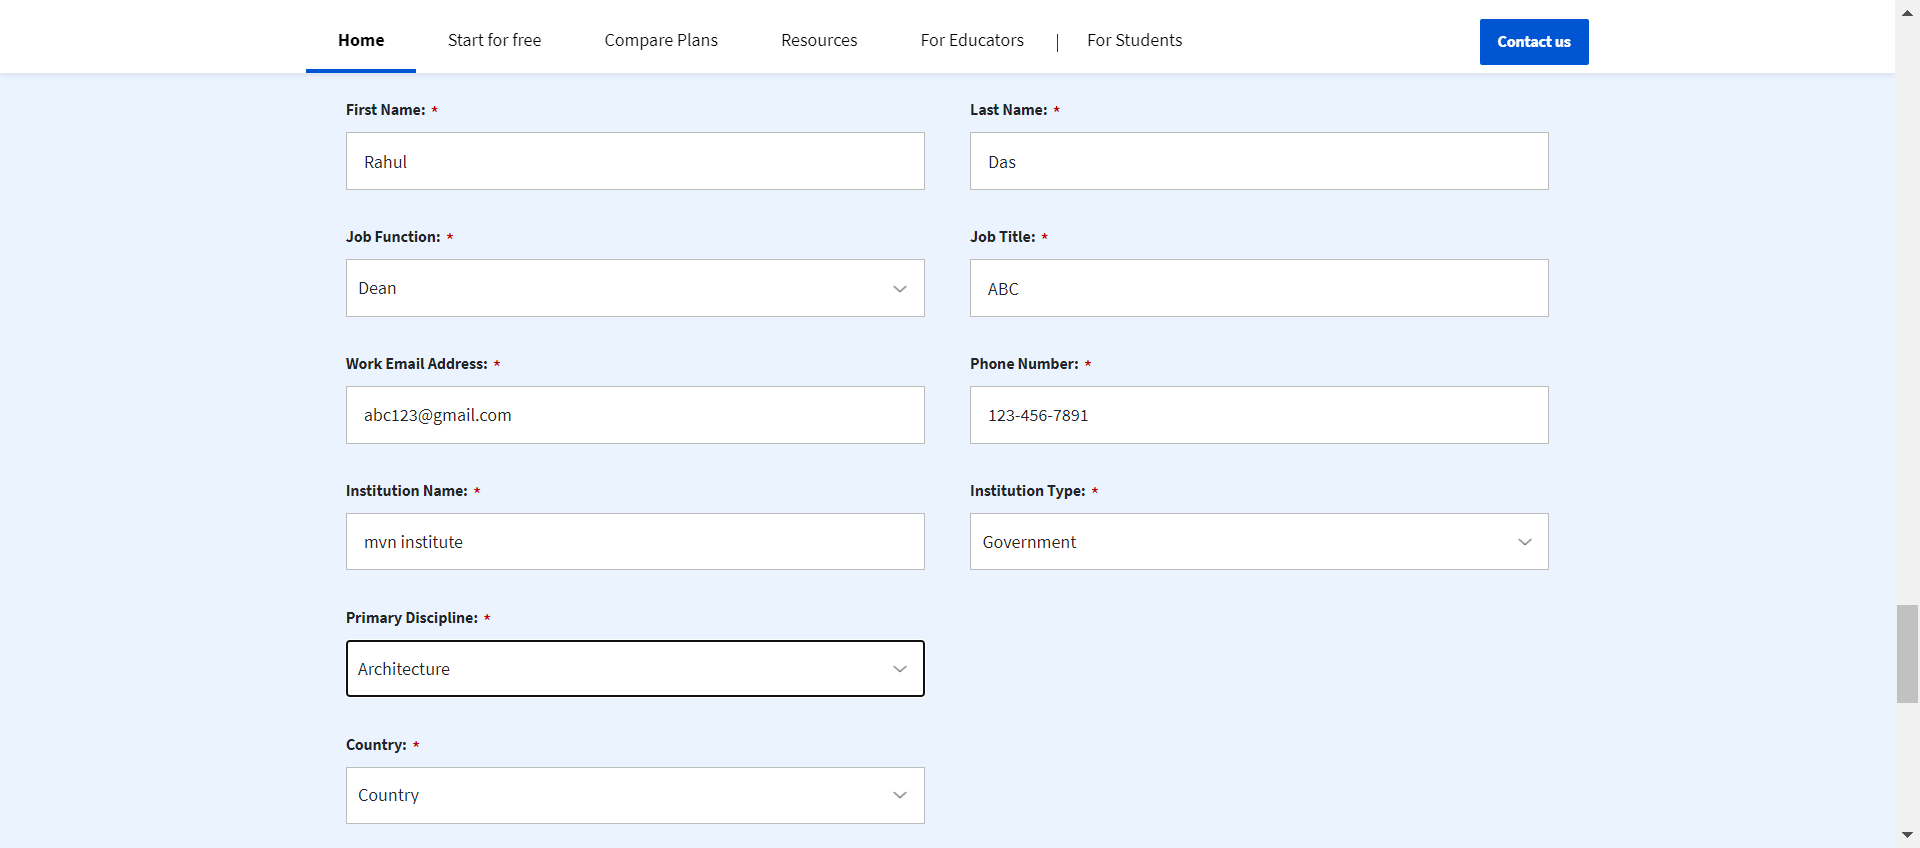 Home Start for free Compare Plans Resources For Educators | For Students Contact us
First Name: * Last Name: *
Rahul Das
Job Function: * Job Title: *
Dean ABC
Work Email Address: * Phone Number: *
abc123@gmail.com 123-456-7891
Institution Name: * Institution Type: *
mvn institute Government
Primary Discipline: *
Architecture
Country: *
Country